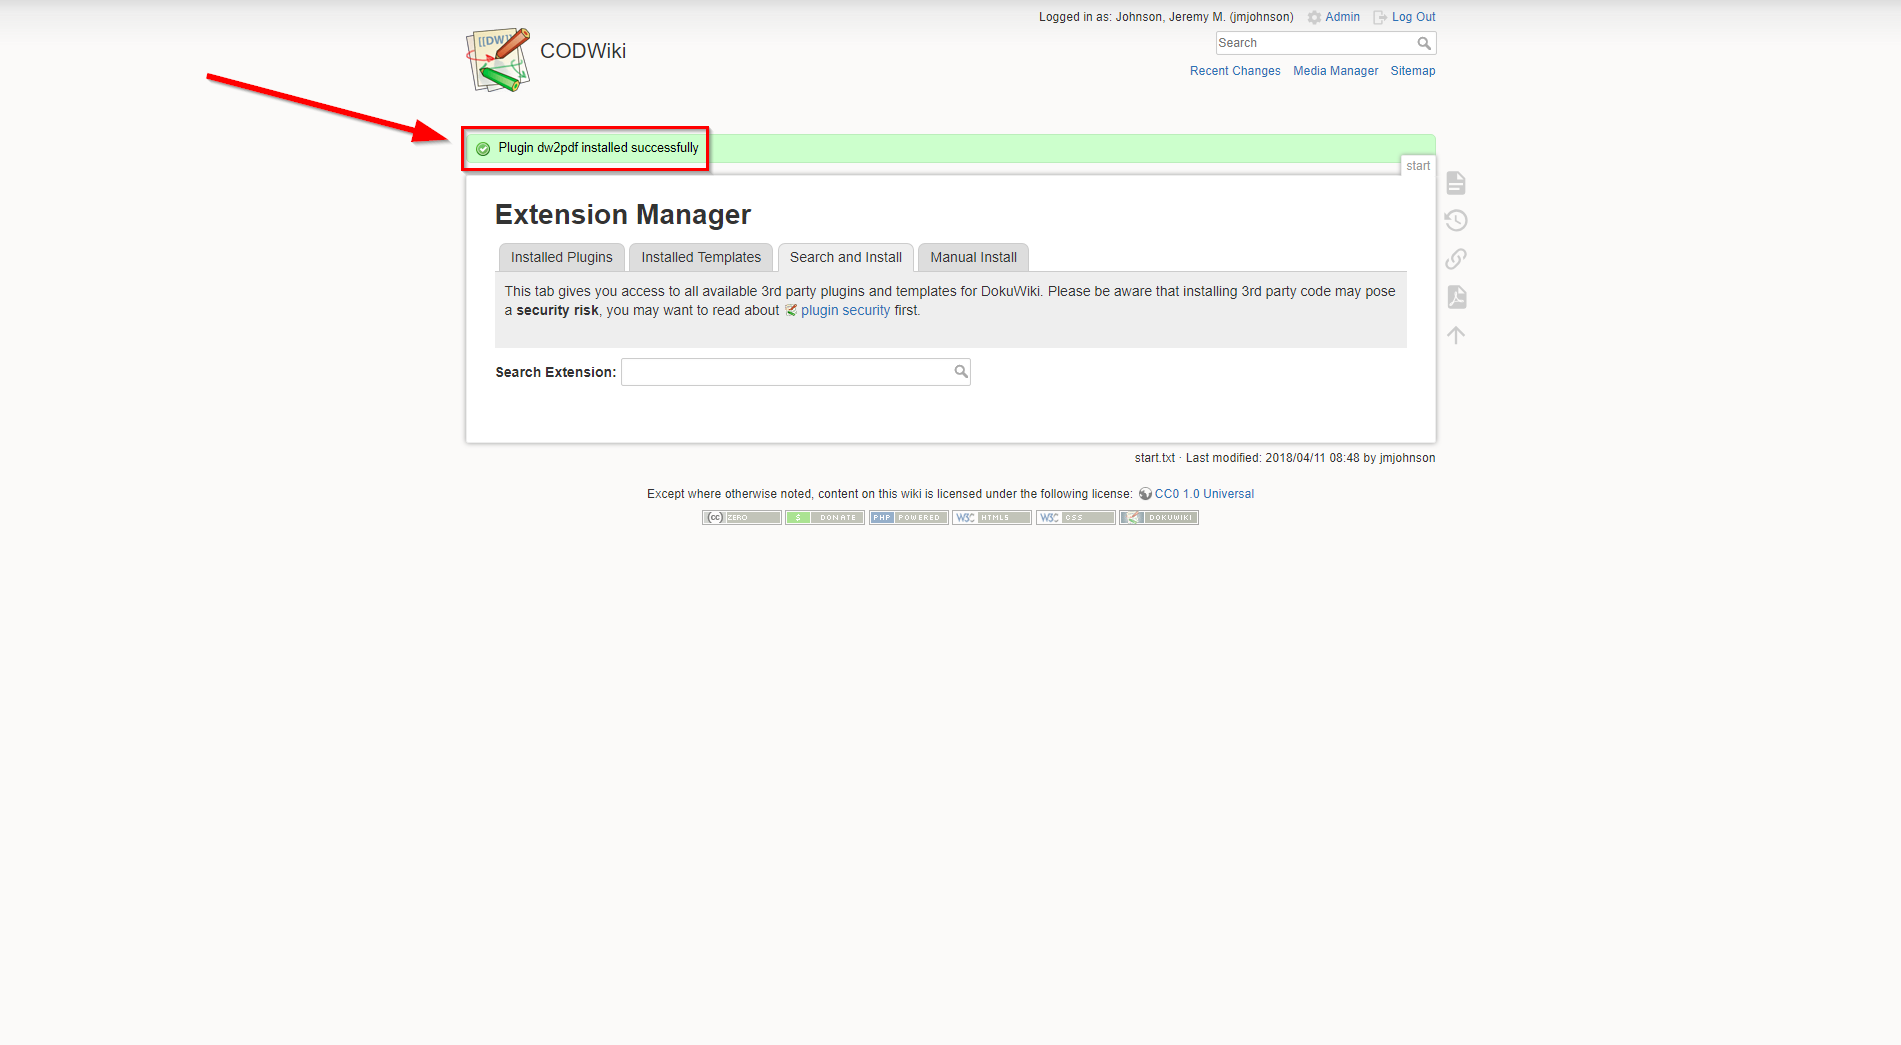 Logged in as: Johnson, Jeremy M. (jmjohnson) Admin Log Out
[[DW]]
CODWiki
Search
Recent Changes Media Manager Sitemap
Plugin dw2pdf installed successfully
start
Extension Manager
Installed Plugins Installed Templates Search and Install Manual Install
This tab gives you access to all available 3rd party plugins and templates for DokuWiki. Please be aware that installing 3rd party code may pose
a security risk, you may want to read about plugin security first.
Search Extension:
start.txt · Last modified: 2018/04/11 08:48 by jmjohnson
Except where otherwise noted, content on this wiki is licensed under the following license: CC0 1.0 Universal
(cc) ZERO $ DONATE PHP POWERED W3C HTML5 W3C CSS DOKUWIKI